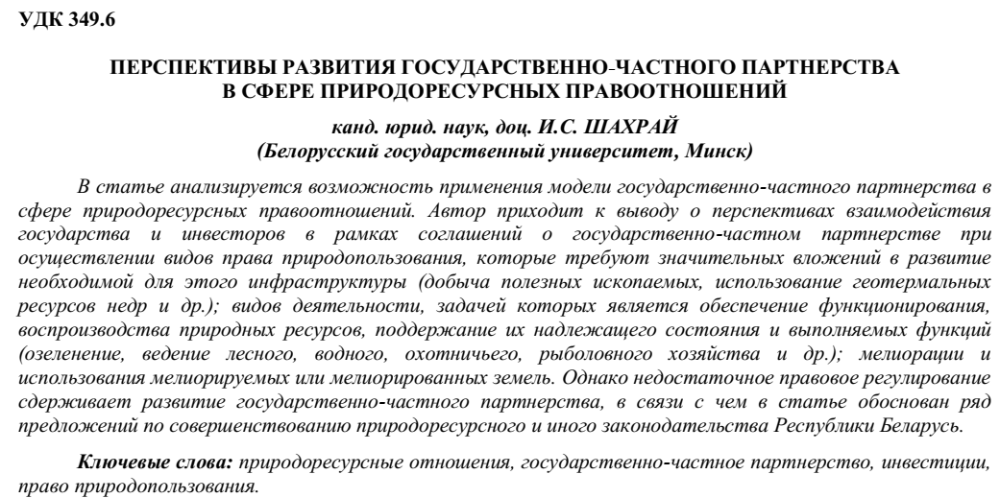 УДК 349.6
ПЕРСПЕКТИВЫ РАЗВИТИЯ ГОСУДАРСТВЕННО-ЧАСТНОГО ПАРТНЕРСТВА
В СФЕРЕ ПРИРОДОРЕСУРСНЫХ ПРАВООТНОШЕНИЙ
канд. юрид. наук, доц. И.С. ШАХРАЙ
(Белорусский государственный университет, Минск)
В статье анализируется возможность применения модели государственно-частного партнерства в
сфере природоресурсных правоотношений. Автор приходит к выводу о перспективах взаимодействия
государства и инвесторов в рамках соглашений о государственно-частном партнерстве при
осуществлении видов права природопользования, которые требуют значительных вложений в развитие
необходимой для этого инфраструктуры (добыча полезных ископаемых, использование геотермальных
ресурсов недр и др.); видов деятельности, задачей которых является обеспечение функционирования,
воспроизводства природных ресурсов, поддержание их надлежащего состояния и выполняемых функций
(озеленение, ведение лесного, водного, охотничьего, рыболовного хозяйства и др.); мелиорации и
использования мелиорируемых или мелиорированных земель. Однако недостаточное правовое регулирование
сдерживает развитие государственно-частного партнерства, в связи с чем в статье обоснован ряд
предложений по совершенствованию природоресурсного и иного законодательства Республики Беларусь.
Ключевые слова: природоресурсные отношения, государственно-частное партнерство, инвестиции,
право природопользования.